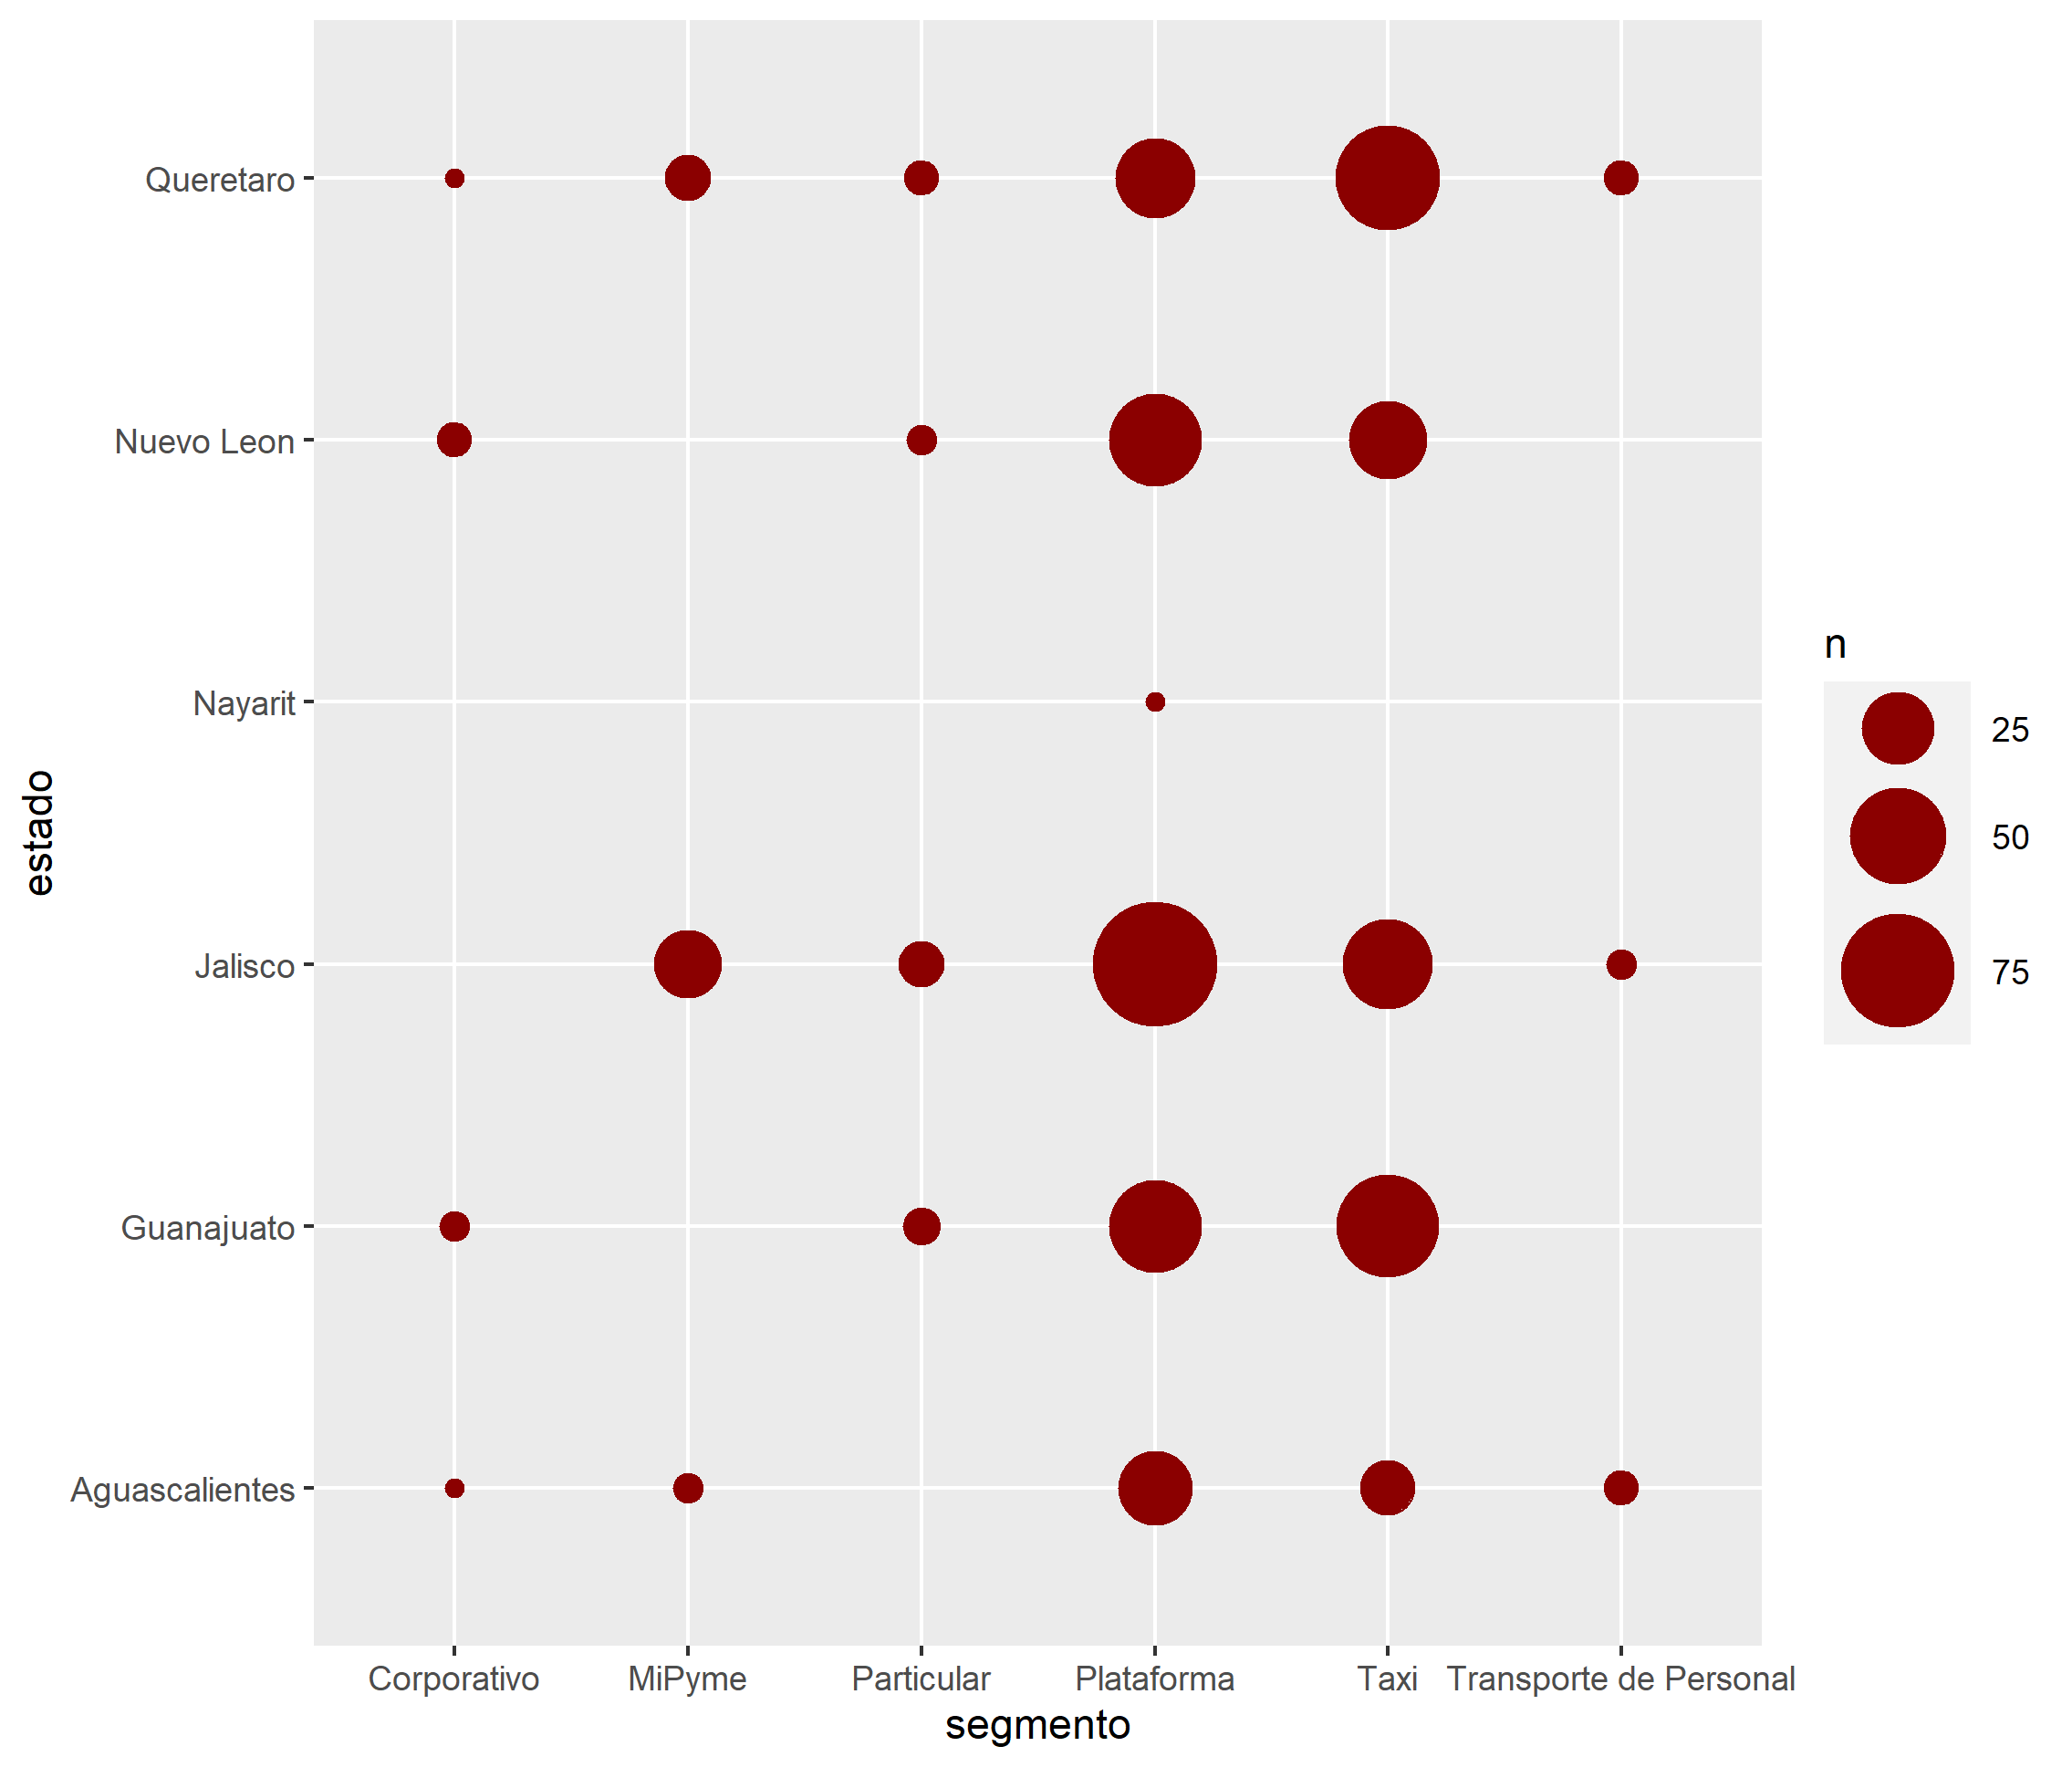 Queretaro
Nuevo Leon
Nayarit
Jalisco
Guanajuato
Aguascalientes
estado
Corporativo MiPyme Particular Plataforma Taxi Transporte de Personal
segmento
n
25
50
75